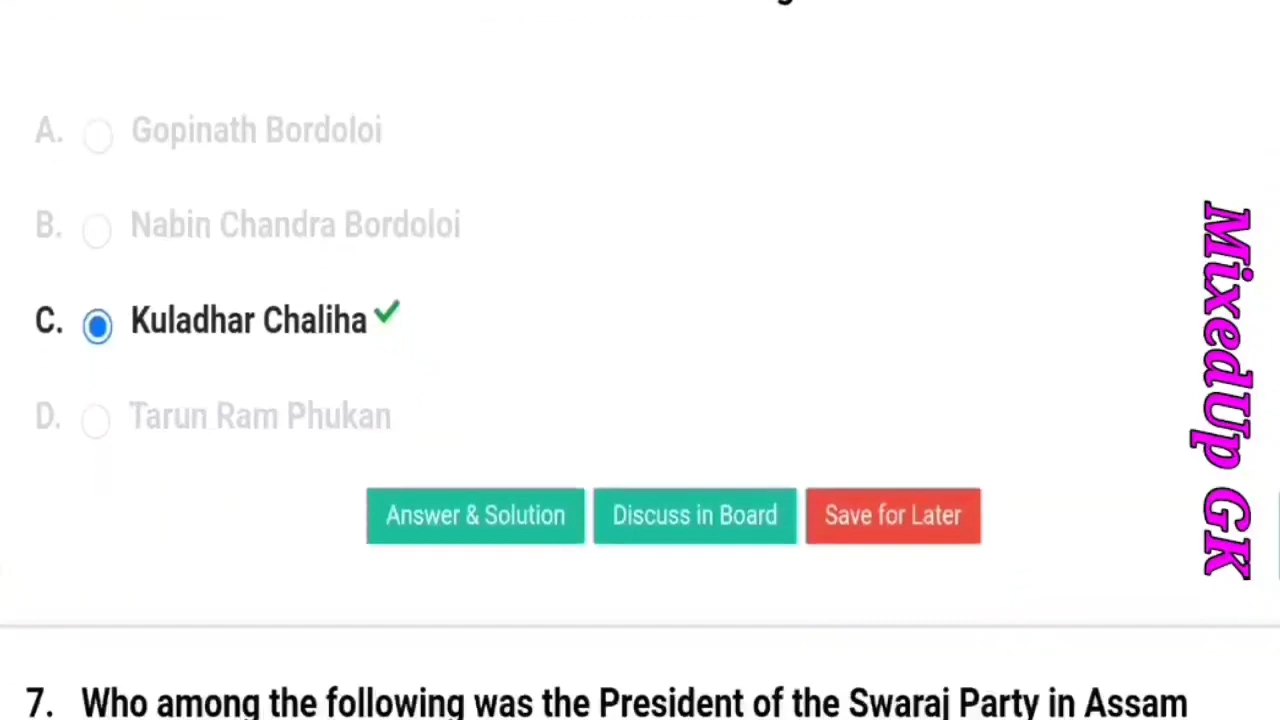 A. Gopinath Bordoloi
B. Nabin Chandra Bordoloi
C. Kuladhar Chaliha
D. Tarun Ram Phukan
Answer & Solution Discuss in Board Save for Later
MixedUp GK
7. Who among the following was the President of the Swaraj Party in Assam